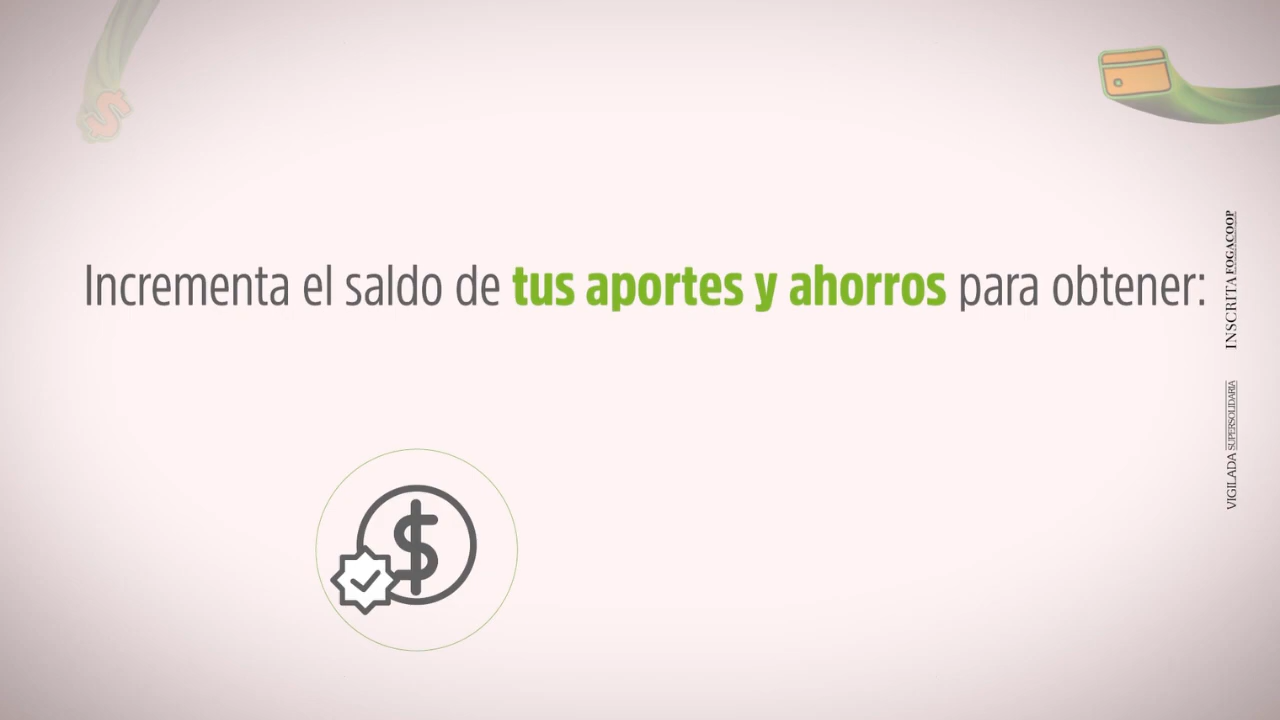 Incrementa el saldo de tus aportes y ahorros para obtener:
INSCRITA FOGACOOP
VIGILADA SUPERSOLIDARIA